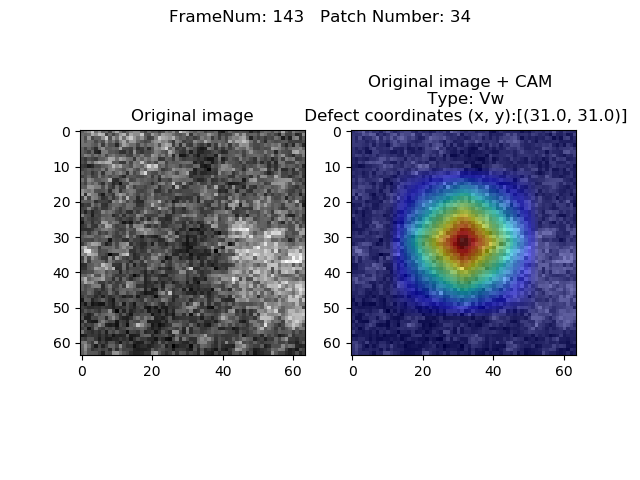 FrameNum: 143   Patch Number: 34
Original image
0
10
20
30
40
50
60
0 20 40 60
Original image + CAM
Type: Vw
Defect coordinates (x, y):[(31.0, 31.0)]
0
10
20
30
40
50
60
0 20 40 60